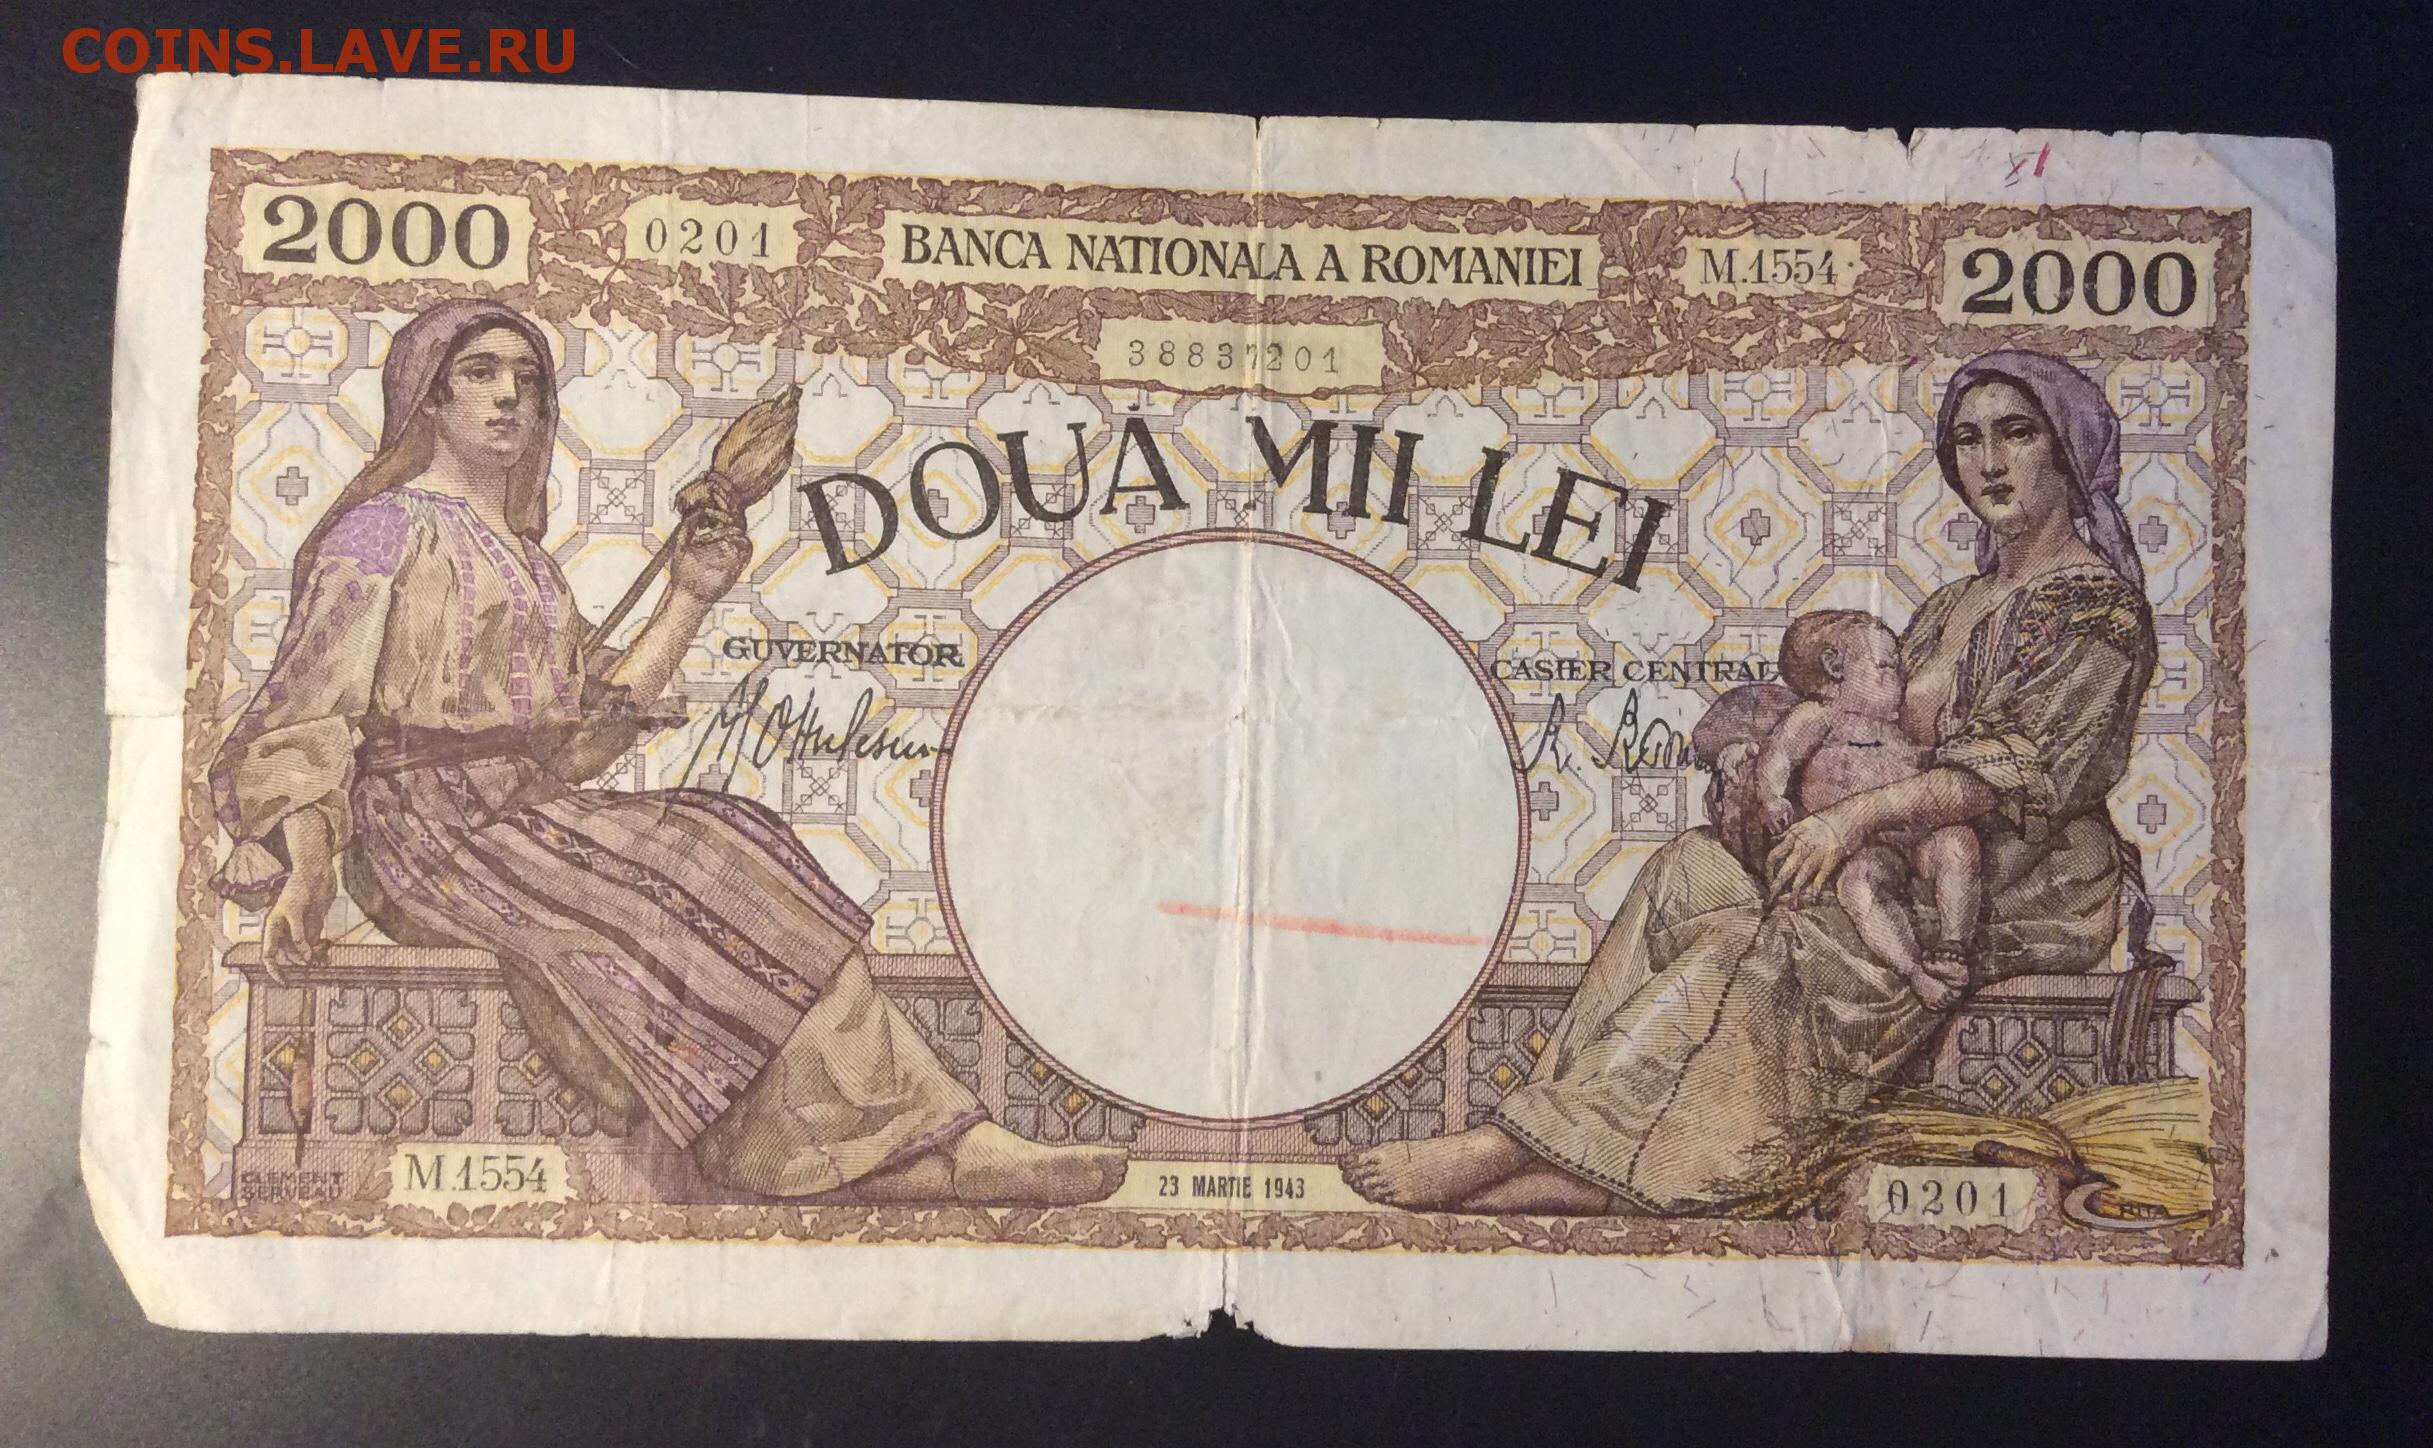 COINS.LAVE.RU
2000 0201 BANCA NATIONALA A ROMANIEI M.1554 2000
38837201
DOUĂ MII LEI
GUVERNATOR CASIER CENTRAL
CLEMENT
SERVEAU
M.1554 23 MARTIE 1943 0201